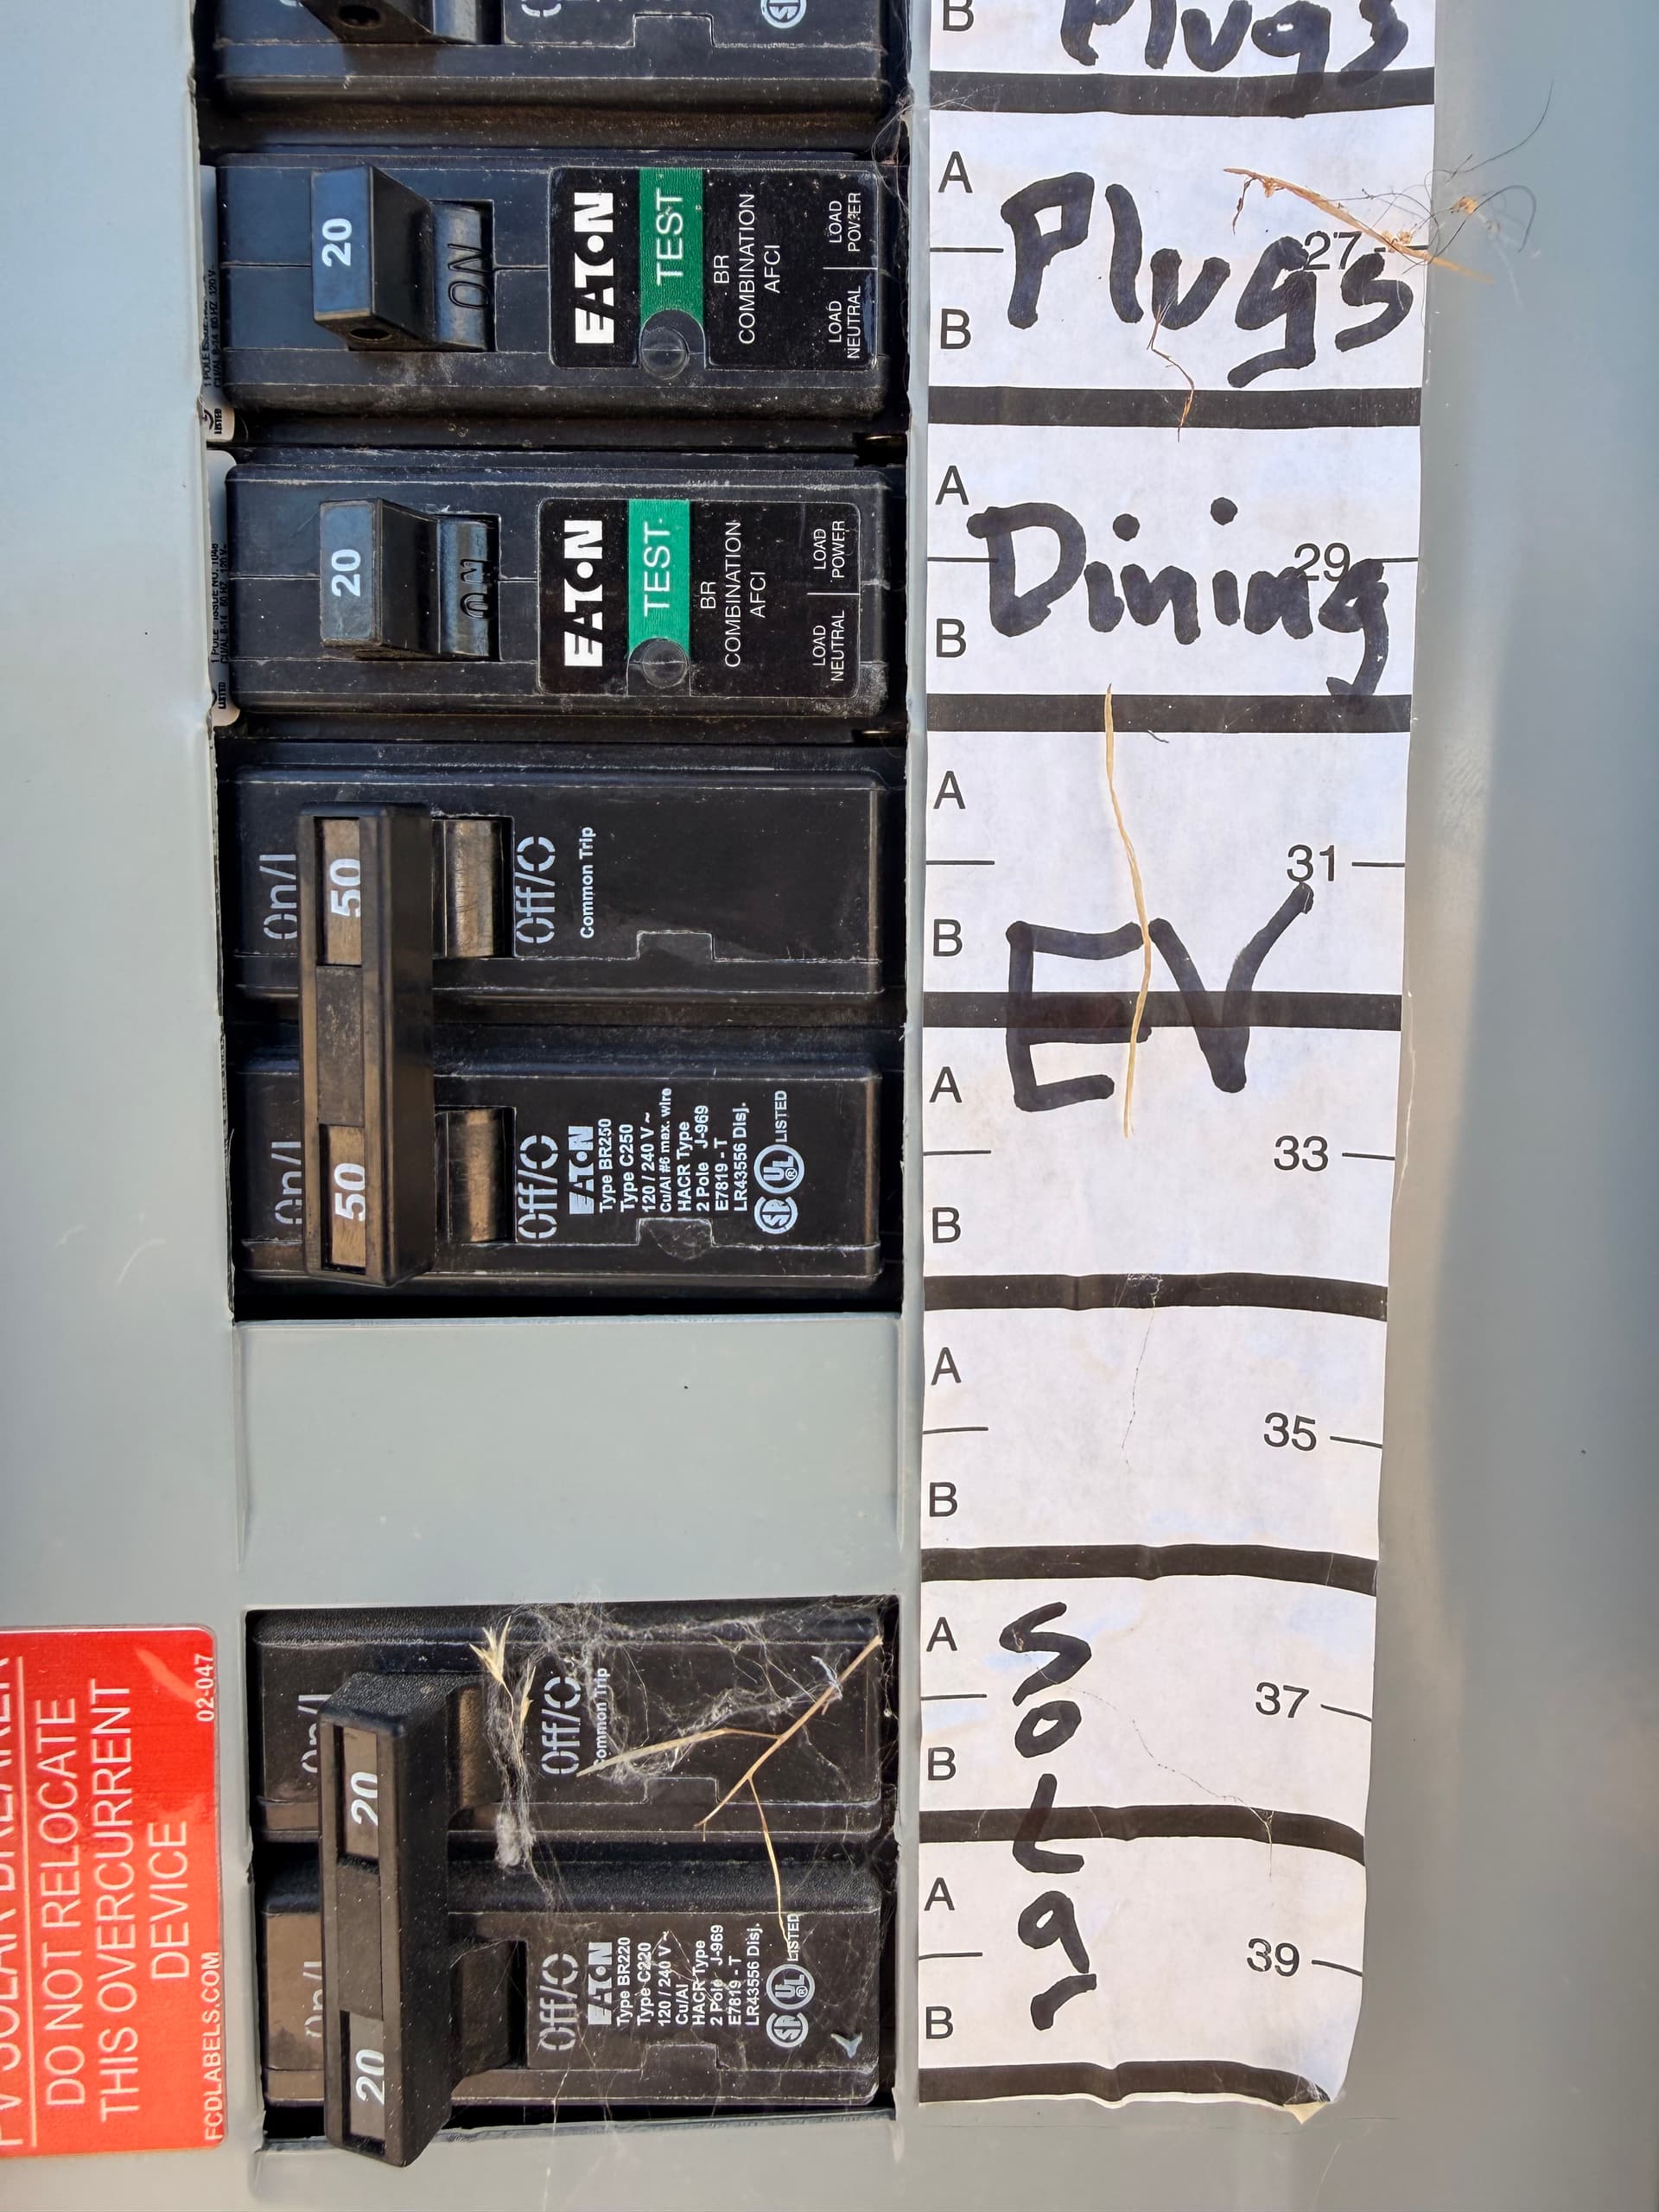 B
Plugs
20
ON
EATON
TEST
BR
COMBINATION
AFCI
LOAD
NEUTRAL
LOAD
POWER
A
B
27
Plugs
20
ON
EATON
TEST
BR
COMBINATION
AFCI
LOAD
NEUTRAL
LOAD
POWER
LISTED
A
B
29
Dining
On/I
50
Off/O
Common Trip
A
B
31
EV
On/I
50
Off/O
EATON
Type BR250
Type C250
120 / 240 V ~
Cu/Al #6 max. wire
HACR Type
2 Pole J-969
E7819 - T
LR43556 Disj.
UL
LISTED
A
B
33
A
B
35
DO NOT RELOCATE
THIS OVERCURRENT
DEVICE
FCDLABELS.COM
02-047
On/I
20
Off/O
Common Trip
A
B
37
Solar
On/I
20
Off/O
EATON
Type BR220
Type C220
120 / 240 V ~
Cu/Al
HACR Type
2 Pole J-969
E7819 - T
LR43556 Disj.
UL
LISTED
A
B
39